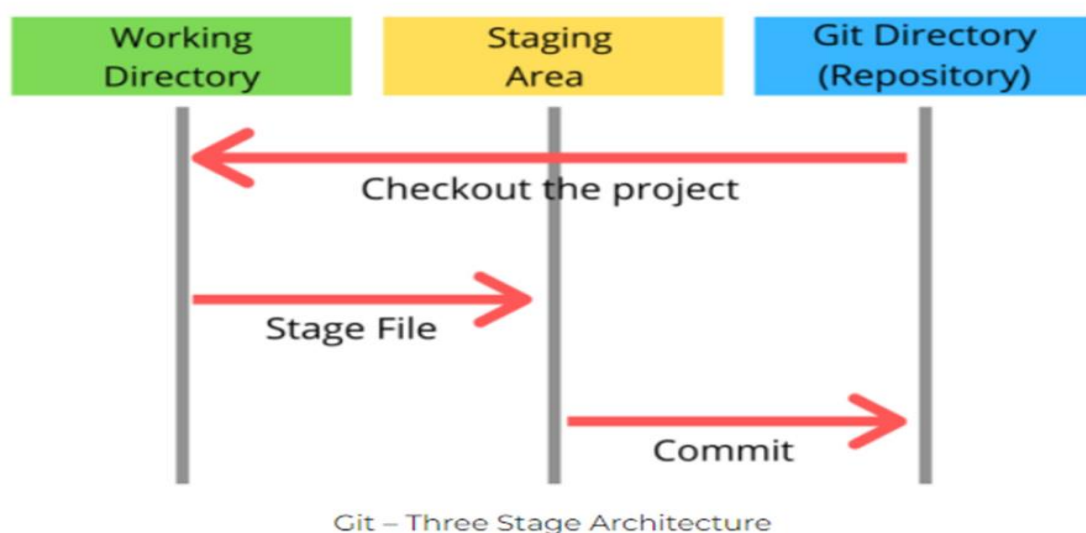 Working
Directory
Staging
Area
Git Directory
(Repository)
Checkout the project
Stage File
Commit
Git – Three Stage Architecture